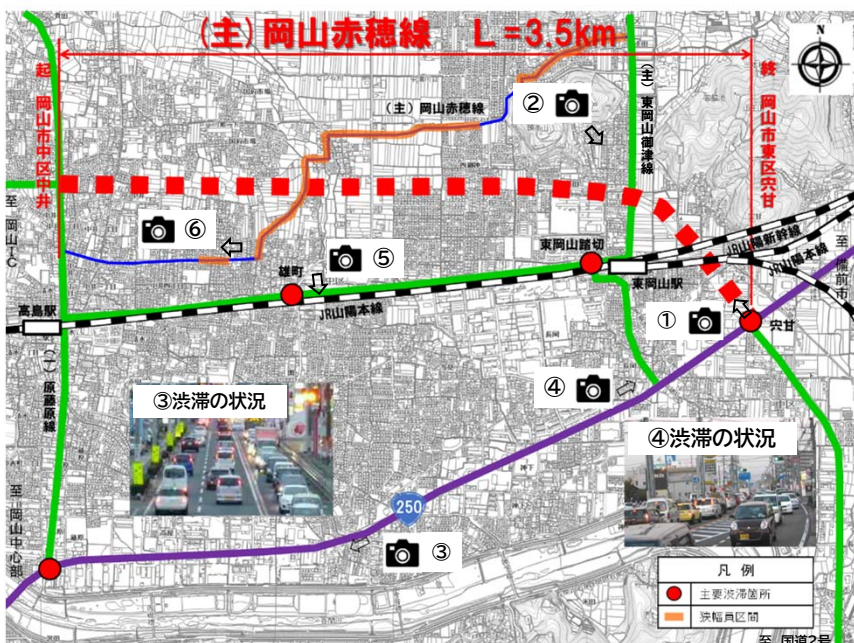 (主)岡山赤穂線 L=3.5km
N
起 岡山市中区中井
終 岡山市東区宍甘
(主)東岡山御津線
(主)岡山赤穂線
②
⑥
⑤
至 岡山IC
雄町
東岡山踏切
JR山陽新幹線
JR山陽本線
至 備前市
高島駅
東岡山駅
JR山陽本線
①
宍甘
(一)原藤原線
④
③渋滞の状況
④渋滞の状況
250
至 岡山中心部
③
凡 例
主要渋滞箇所
狭幅員区間
至 国道2号